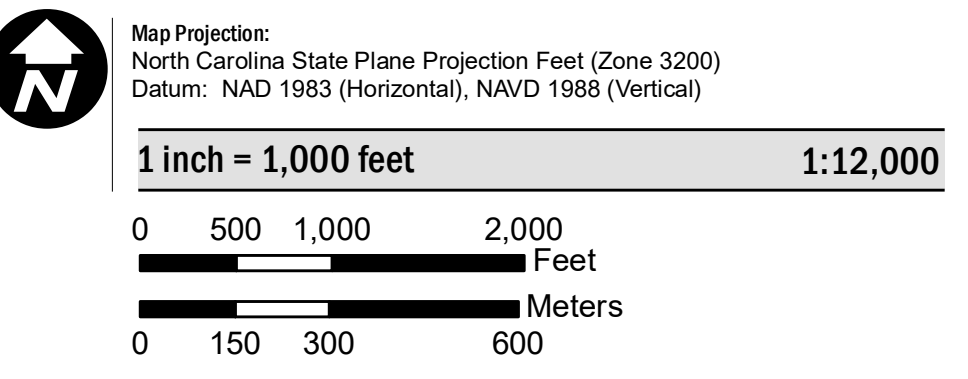 N
Map Projection:
North Carolina State Plane Projection Feet (Zone 3200)
Datum: NAD 1983 (Horizontal), NAVD 1988 (Vertical)
1 inch = 1,000 feet 1:12,000
0 500 1,000 2,000
Feet
Meters
0 150 300 600